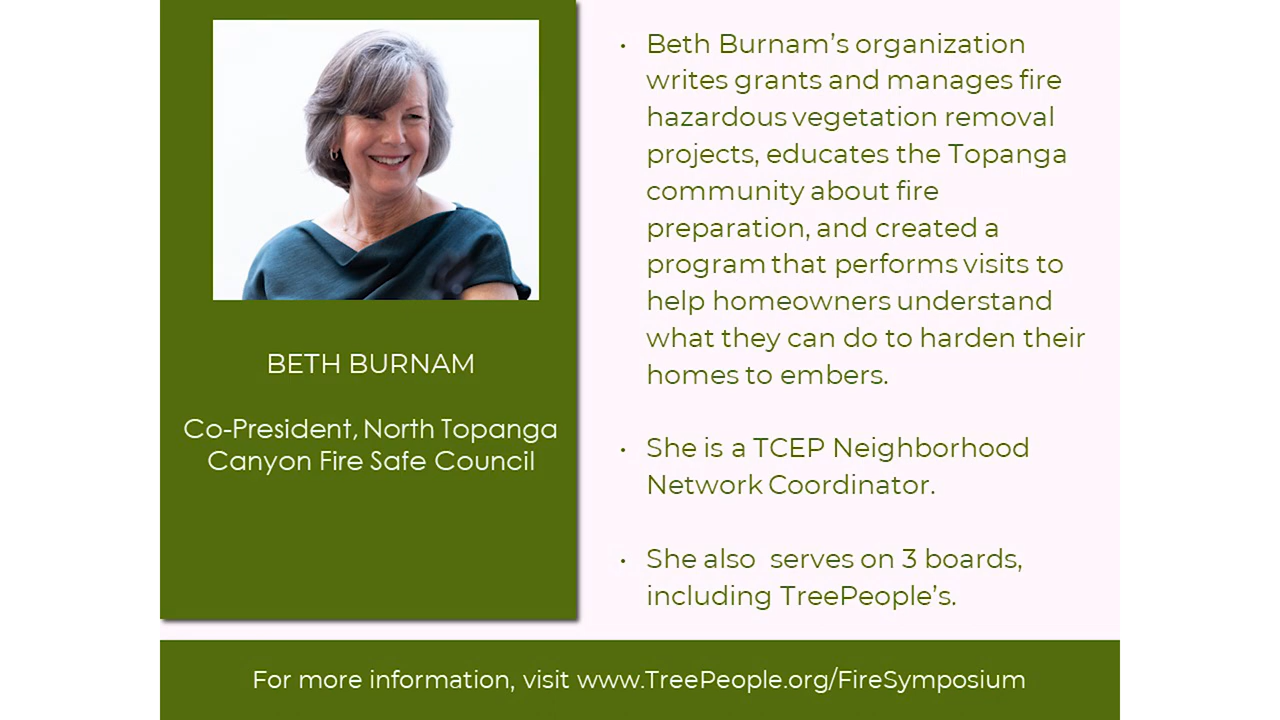 BETH BURNAM
Co-President, North Topanga
Canyon Fire Safe Council
• Beth Burnam’s organization
writes grants and manages fire
hazardous vegetation removal
projects, educates the Topanga
community about fire
preparation, and created a
program that performs visits to
help homeowners understand
what they can do to harden their
homes to embers.
• She is a TCEP Neighborhood
Network Coordinator.
• She also  serves on 3 boards,
including TreePeople’s.
For more information, visit www.TreePeople.org/FireSymposium